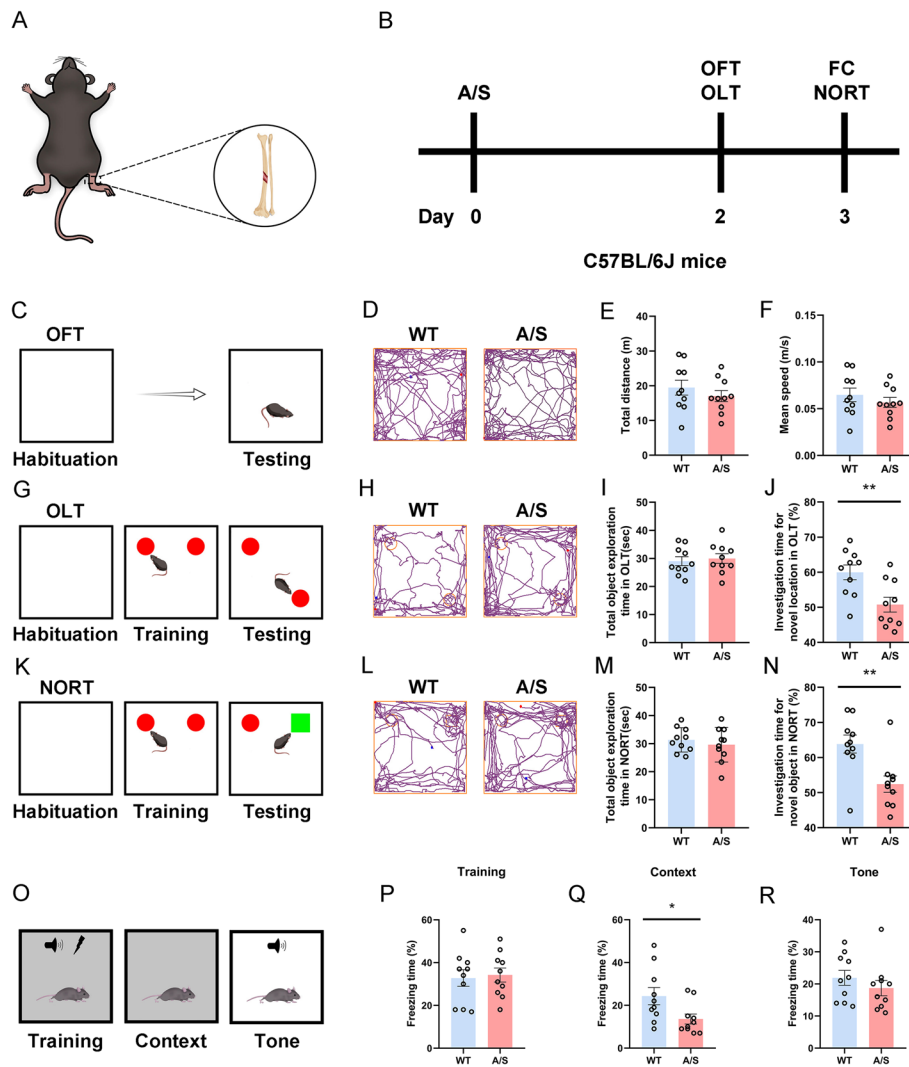 A
B
A/S
OFT
OLT
FC
NORT
Day 0 2 3
C57BL/6J mice
C
OFT
Habituation
Testing
D
WT A/S
E
Total distance (m)
40
30
20
10
0
WT A/S
F
Mean speed (m/s)
0.15
0.10
0.05
0.00
WT A/S
G
OLT
Habituation Training Testing
H
WT A/S
I
Total object exploration
time in OLT(sec)
50
40
30
20
10
0
WT A/S
J
**
Investigation time for
novel location in OLT (%)
80
70
60
50
40
WT A/S
K
NORT
Habituation Training Testing
L
WT A/S
M
Total object exploration
time in NORT(sec)
50
40
30
20
10
0
WT A/S
N
**
Investigation time for
novel object in NORT (%)
80
70
60
50
40
WT A/S
O
Training Context Tone
P
Training
Freezing time (%)
60
40
20
0
WT A/S
Q
Context
*
Freezing time (%)
60
40
20
0
WT A/S
R
Tone
Freezing time (%)
40
30
20
10
0
WT A/S